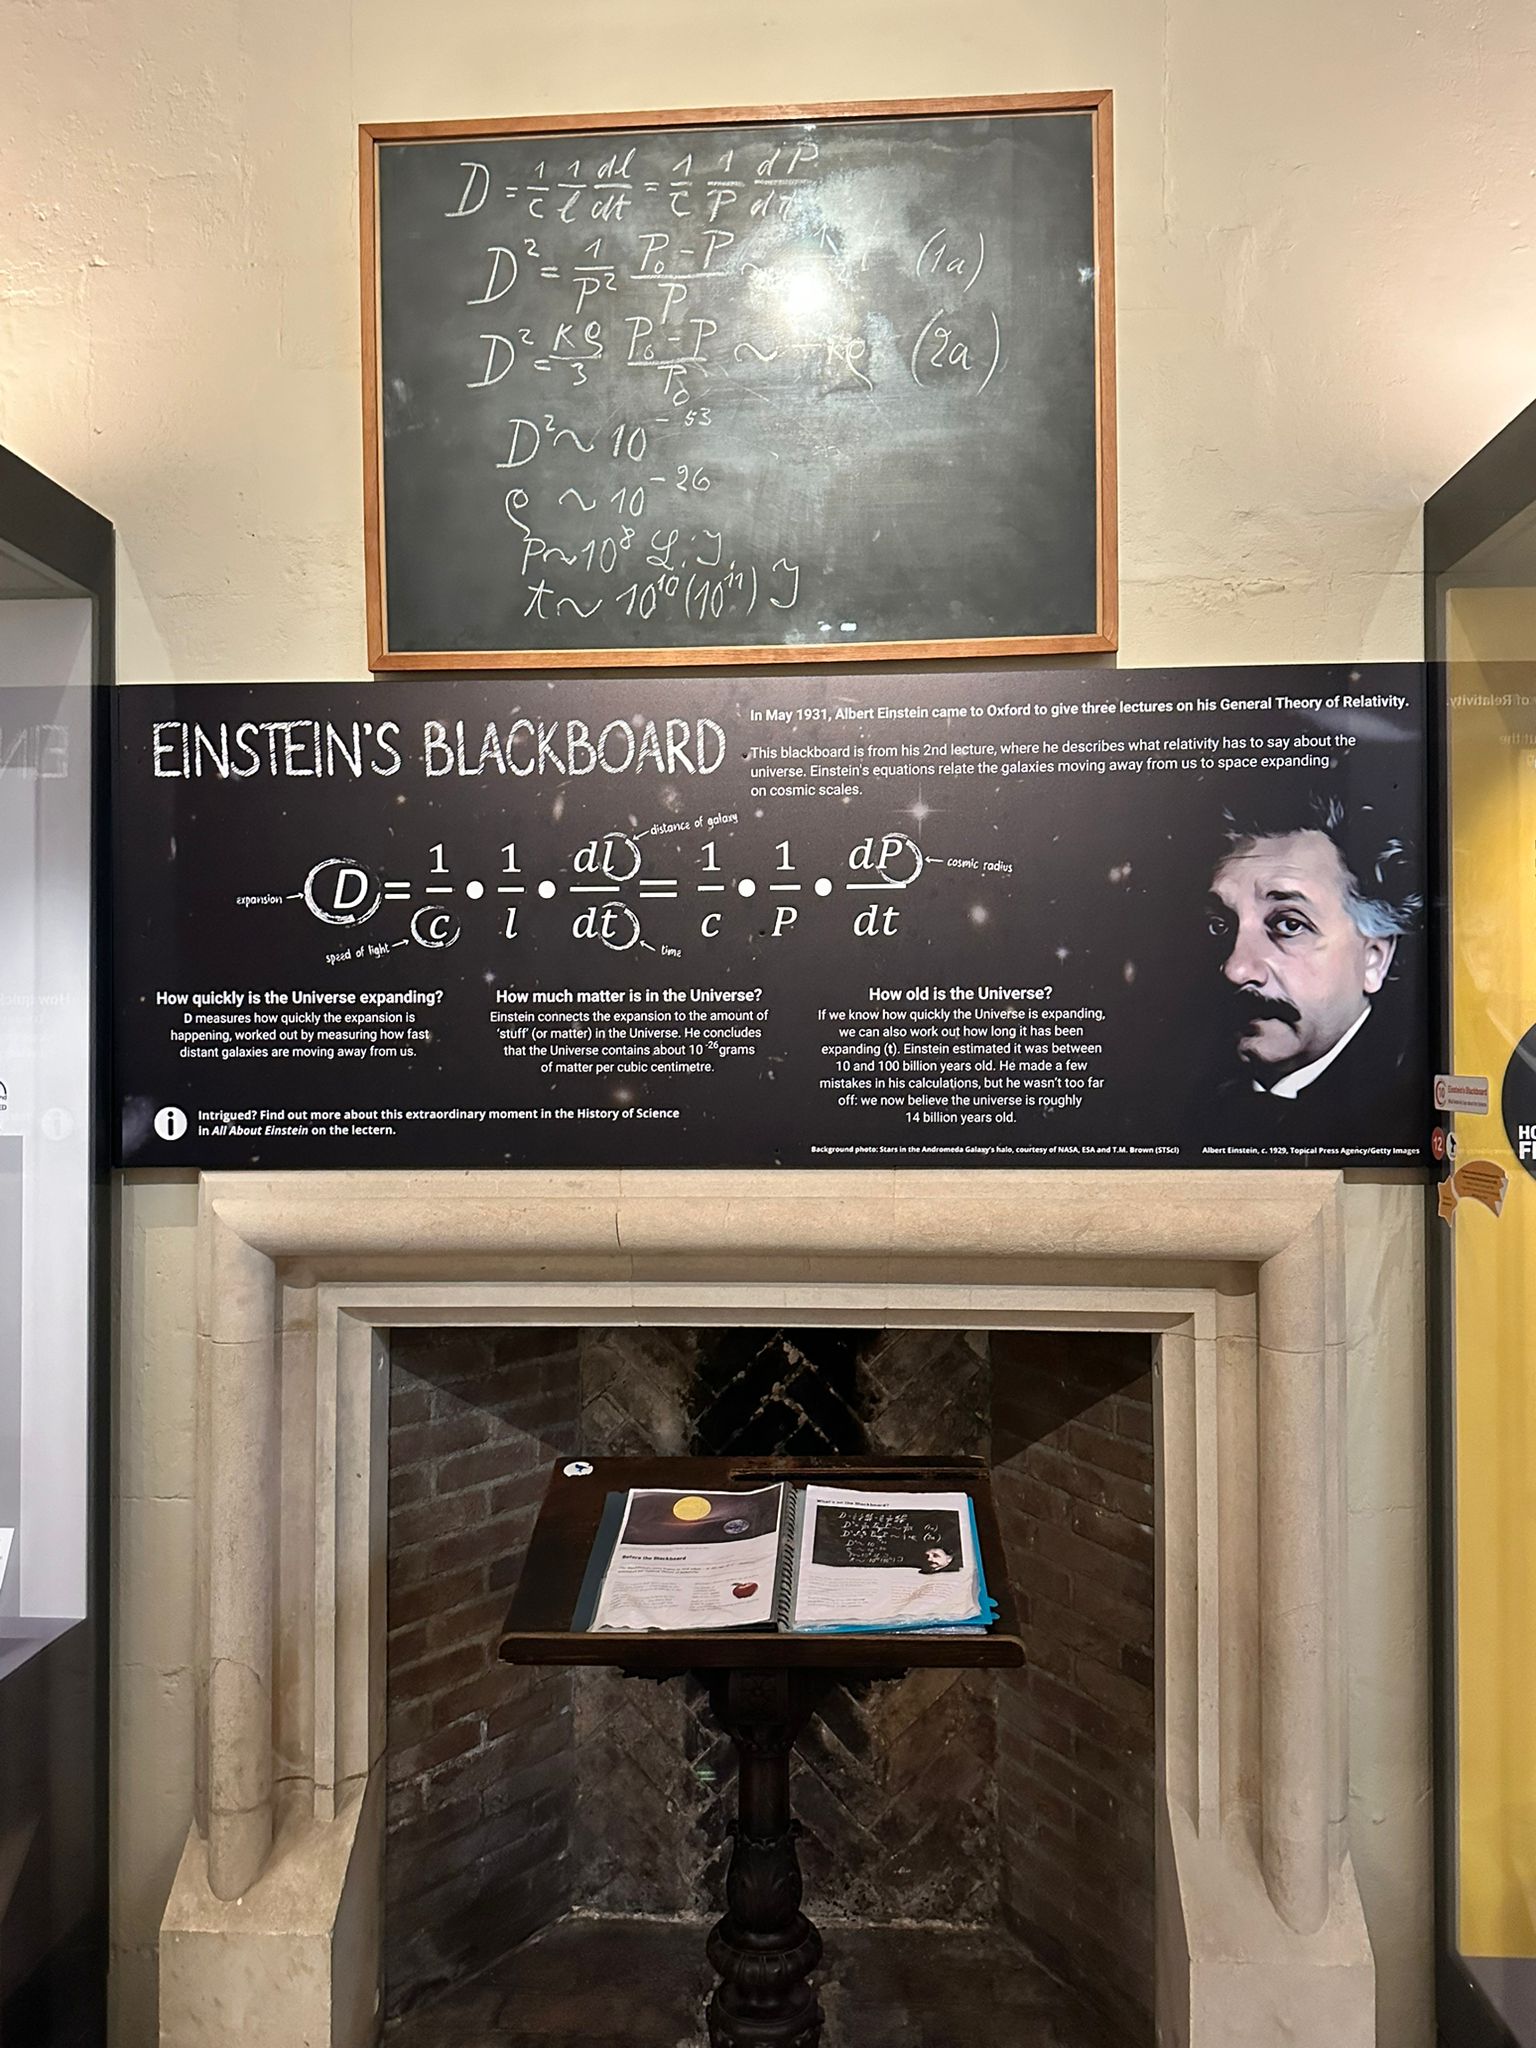 D = 1/c 1/l dl/dt = 1/c 1/P dP/dt
D² = 1/P² P₀-P/P ~ (1a)
D² = κρ/3 P₀-P/P₀ ~ κρ (2a)
D² ~ 10⁻⁵³
ρ ~ 10⁻²⁶
P ~ 10⁸ L.J.
t ~ 10¹⁰(10¹¹) J
EINSTEIN'S BLACKBOARD
In May 1931, Albert Einstein came to Oxford to give three lectures on his General Theory of Relativity.
This blackboard is from his 2nd lecture, where he describes what relativity has to say about the
universe. Einstein's equations relate the galaxies moving away from us to space expanding
on cosmic scales.
distance of galaxy
D = 1/c • 1/l • dl/dt = 1/c • 1/P • dP/dt
cosmic radius
expansion
speed of light
time
How quickly is the Universe expanding?
D measures how quickly the expansion is
happening, worked out by measuring how fast
distant galaxies are moving away from us.
How much matter is in the Universe?
Einstein connects the expansion to the amount of
'stuff' (or matter) in the Universe. He concludes
that the Universe contains about 10⁻²⁶ grams
of matter per cubic centimetre.
How old is the Universe?
If we know how quickly the Universe is expanding,
we can also work out how long it has been
expanding (t). Einstein estimated it was between
10 and 100 billion years old. He made a few
mistakes in his calculations, but he wasn't too far
off: we now believe the universe is roughly
14 billion years old.
i
Intrigued? Find out more about this extraordinary moment in the History of Science
in All About Einstein on the lectern.
Background photo: Stars in the Andromeda Galaxy's halo, courtesy of NASA, ESA and T.M. Brown (STScI)
Albert Einstein, c. 1929, Topical Press Agency/Getty Images
Einstein's Blackboard
12
Before the Blackboard
What's on the Blackboard?